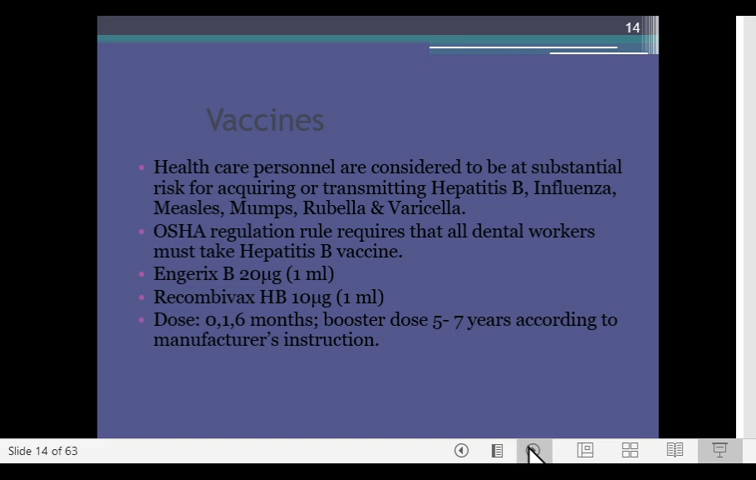 14
Vaccines
• Health care personnel are considered to be at substantial
risk for acquiring or transmitting Hepatitis B, Influenza,
Measles, Mumps, Rubella & Varicella.
• OSHA regulation rule requires that all dental workers
must take Hepatitis B vaccine.
• Engerix B 20µg (1 ml)
• Recombivax HB 10µg (1 ml)
• Dose: 0,1,6 months; booster dose 5- 7 years according to
manufacturer's instruction.
Slide 14 of 63